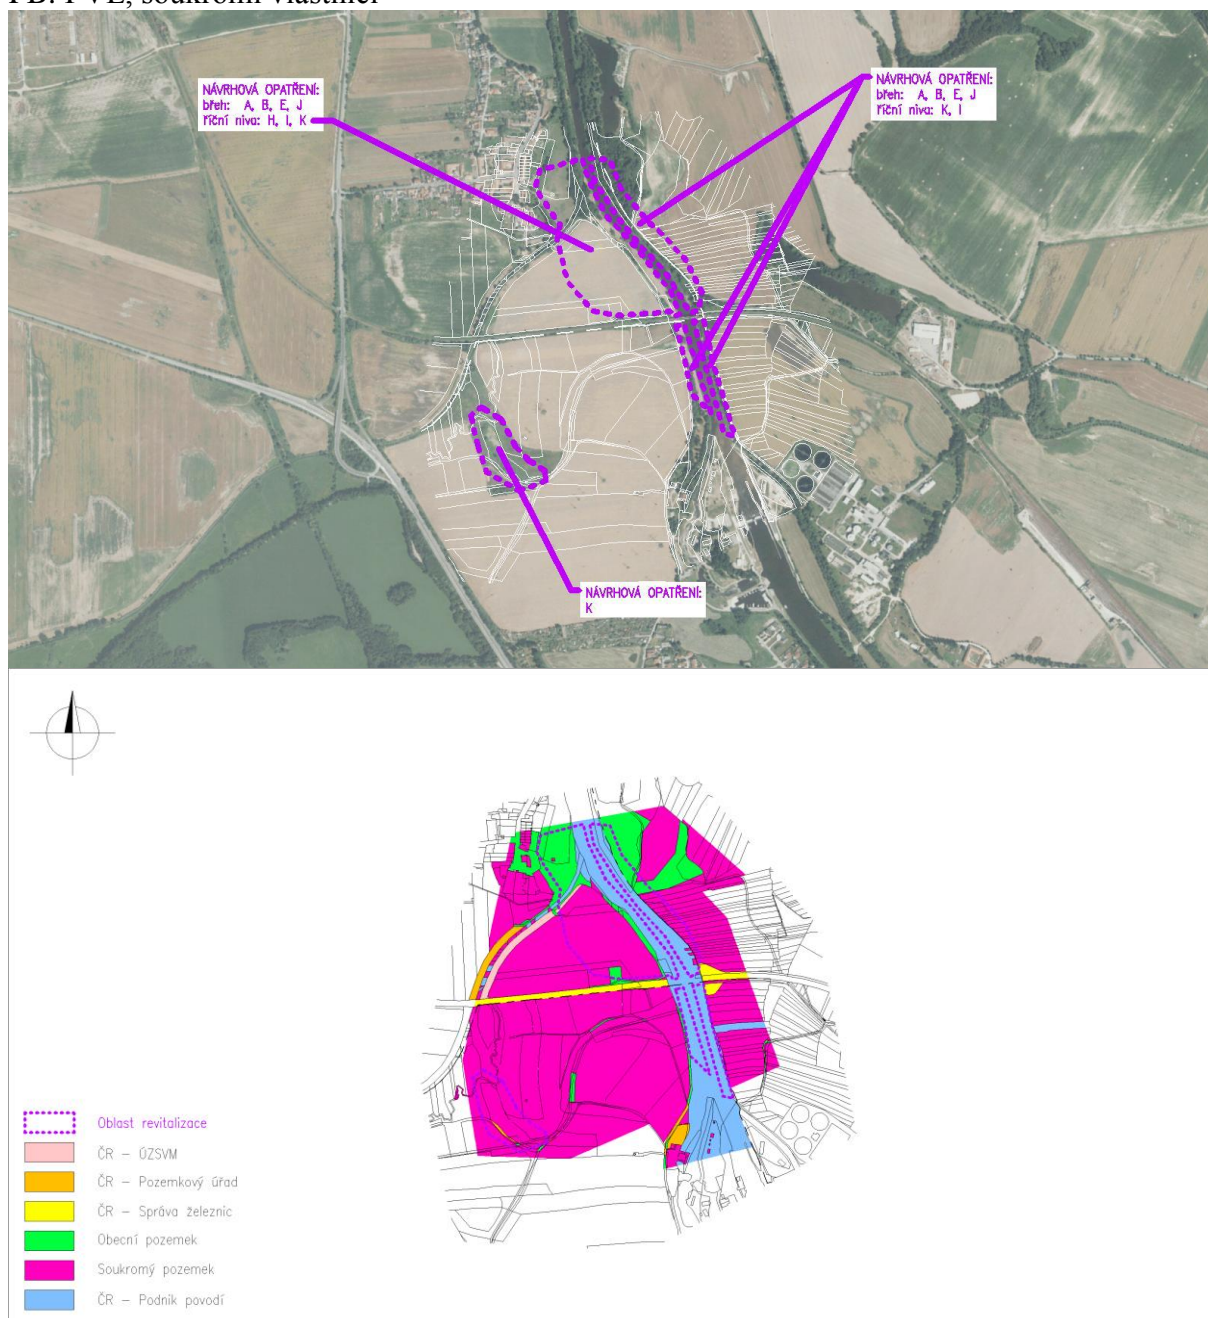 NÁVRHOVÁ OPATŘENÍ:
břeh: A, B, E, J
říční niva: H, I, K
NÁVRHOVÁ OPATŘENÍ:
břeh: A, B, E, J
říční niva: K, I
NÁVRHOVÁ OPATŘENÍ:
K
Oblast revitalizace
ČR – ÚZSVM
ČR – Pozemkový úřad
ČR – Správa železnic
Obecní pozemek
Soukromý pozemek
ČR – Podnik povodí